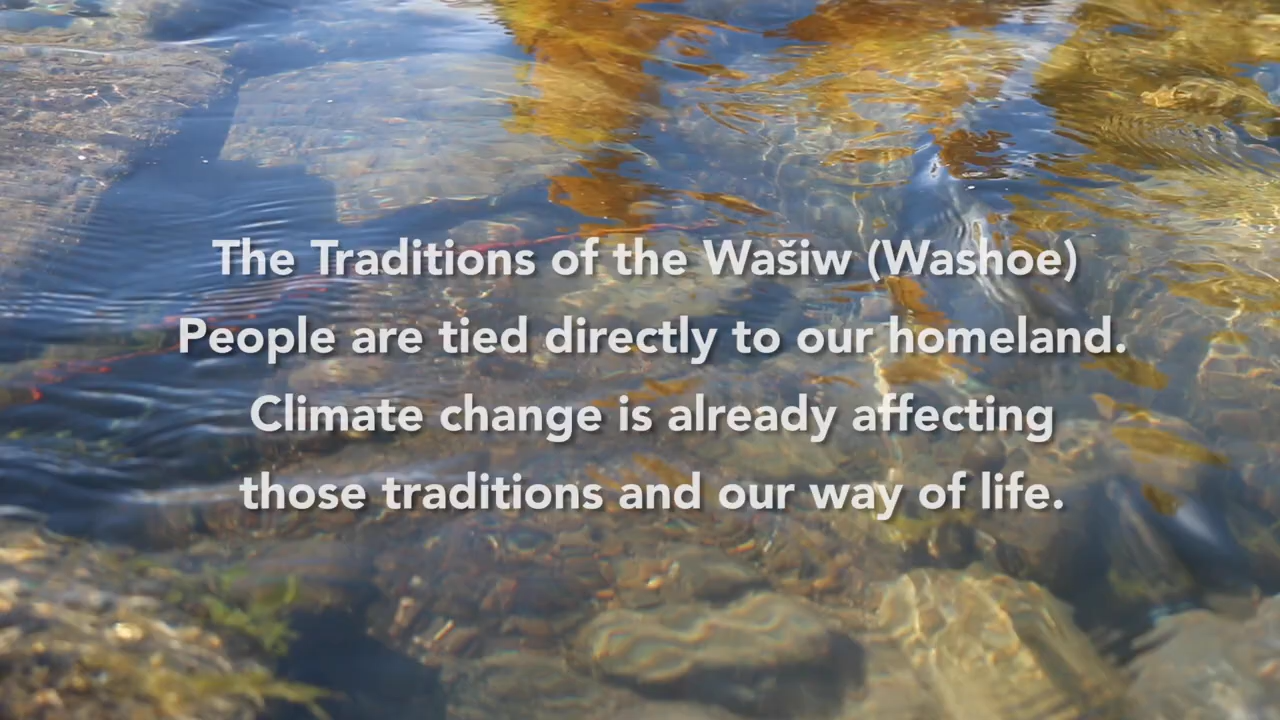 The Traditions of the Wašiw (Washoe)
People are tied directly to our homeland.
Climate change is already affecting
those traditions and our way of life.